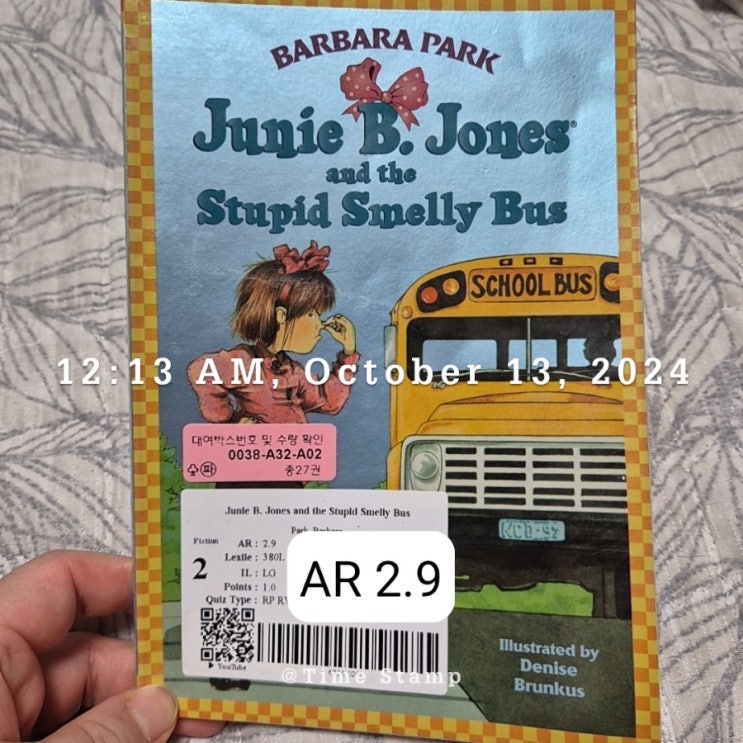 BARBARA PARK
Junie B. Jones®
and the
Stupid Smelly Bus
SCHOOL BUS
12:13 AM, October 13, 2024
대여박스번호 및 수량 확인
0038-A32-A02
총27권
Junie B. Jones and the Stupid Smelly Bus
Park, Barbara
Fiction
2
AR : 2.9
Lexile : 380L
IL : LG
Points : 1.0
Quiz Type : RP
AR 2.9
YouTube
@Time Stamp
Illustrated by
Denise
Brunkus